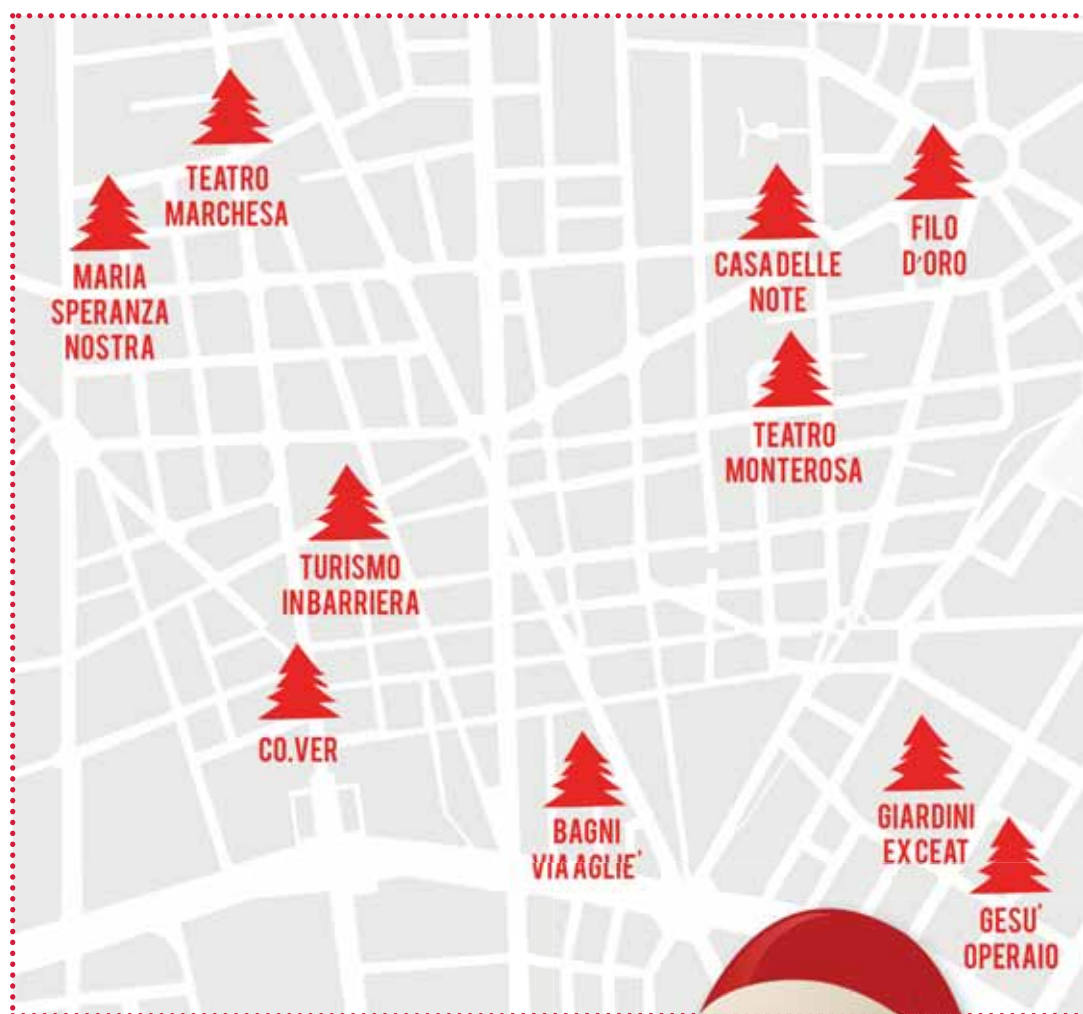 TEATRO
MARCHESA
MARIA
SPERANZA
NOSTRA
CASA DELLE
NOTE
FILO
D'ORO
TEATRO
MONTEROSA
TURISMO
IN BARRIERA
CO.VER
BAGNI
VIA AGLIE'
GIARDINI
EX CEAT
GESU'
OPERAIO